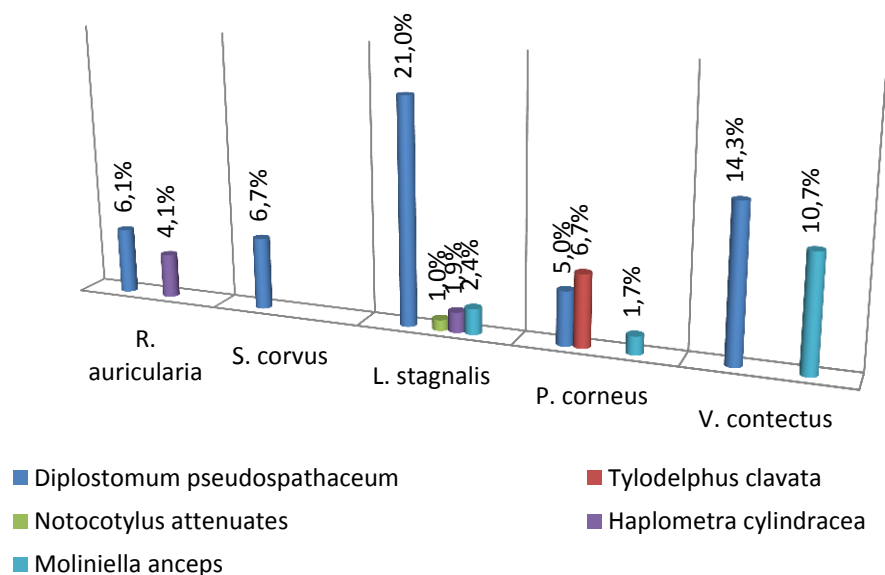 6,1%
4,1%
6,7%
21,0%
1,0%
1,9%
2,4%
5,0%
6,7%
1,7%
14,3%
10,7%
R.
auricularia
S. corvus
L. stagnalis
P. corneus
V. contectus
Diplostomum pseudospathaceum
Tylodelphus clavata
Notocotylus attenuates
Haplometra cylindracea
Moliniella anceps